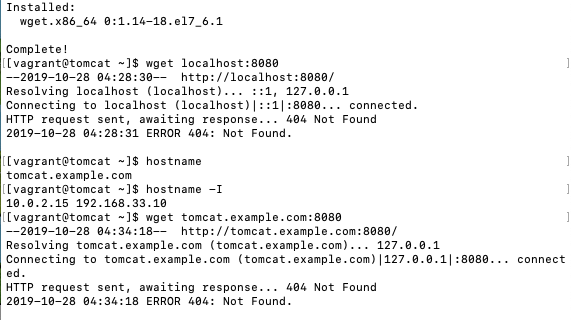 Installed:
  wget.x86_64 0:1.14-18.el7_6.1

Complete!
[[vagrant@tomcat ~]$ wget localhost:8080 ]
--2019-10-28 04:28:30--  http://localhost:8080/
Resolving localhost (localhost)... ::1, 127.0.0.1
Connecting to localhost (localhost)|::1|:8080... connected.
HTTP request sent, awaiting response... 404 Not Found
2019-10-28 04:28:31 ERROR 404: Not Found.

[[vagrant@tomcat ~]$ hostname ]
tomcat.example.com
[[vagrant@tomcat ~]$ hostname -I ]
10.0.2.15 192.168.33.10
[[vagrant@tomcat ~]$ wget tomcat.example.com:8080 ]
--2019-10-28 04:34:18--  http://tomcat.example.com:8080/
Resolving tomcat.example.com (tomcat.example.com)... 127.0.0.1
Connecting to tomcat.example.com (tomcat.example.com)|127.0.0.1|:8080... connect
ed.
HTTP request sent, awaiting response... 404 Not Found
2019-10-28 04:34:18 ERROR 404: Not Found.